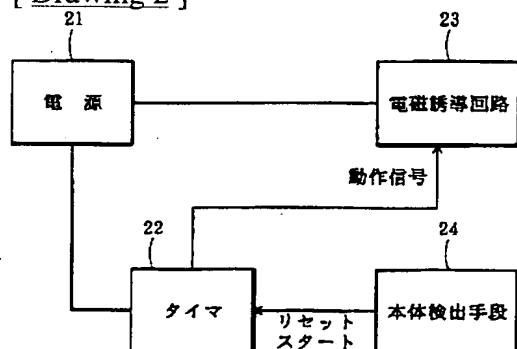 [ Drawing 2 ]
21
23
電 源
電磁誘導回路
動作信号
22
24
タイマ
リセット
スタート
本体検出手段